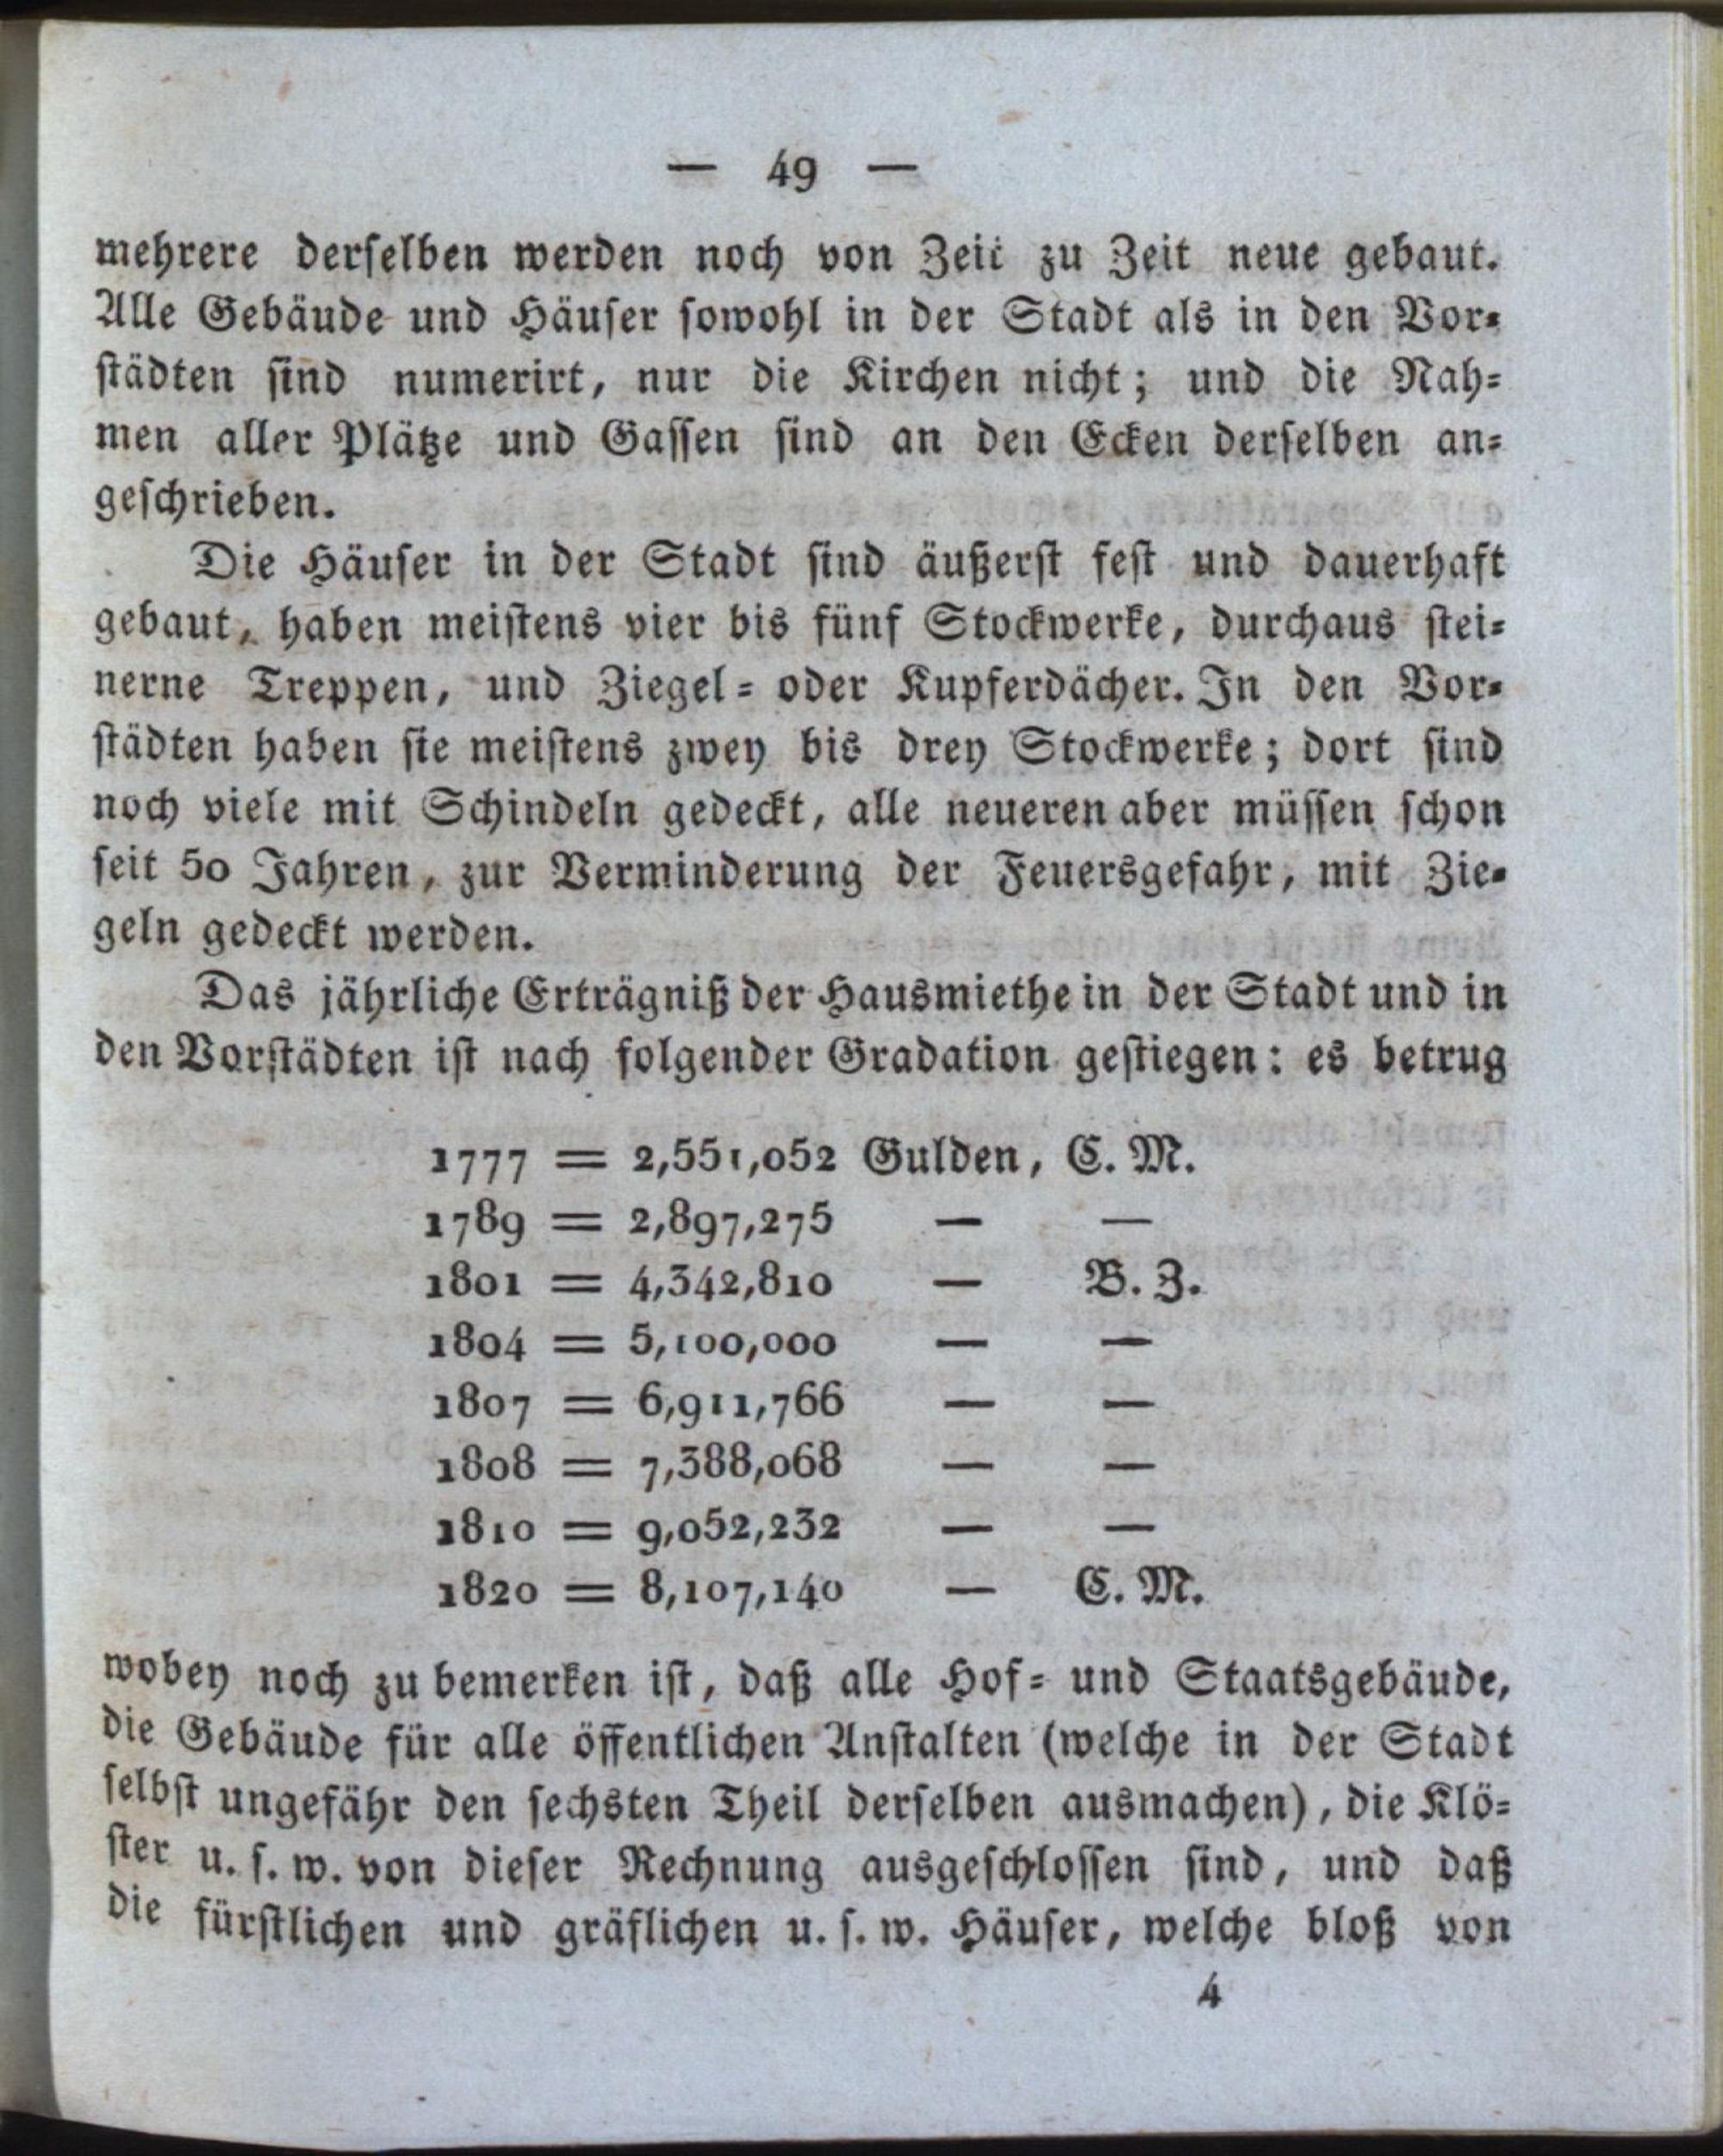 — 49 —
mehrere derselben werden noch von Zeit zu Zeit neue gebaut.
Alle Gebäude und Häuser sowohl in der Stadt als in den Vor-
städten sind numerirt, nur die Kirchen nicht; und die Nah-
men aller Plätze und Gassen sind an den Ecken derselben an-
geschrieben.
Die Häuser in der Stadt sind äußerst fest und dauerhaft
gebaut, haben meistens vier bis fünf Stockwerke, durchaus stei-
nerne Treppen, und Ziegel- oder Kupferdächer. In den Vor-
städten haben sie meistens zwey bis drey Stockwerke; dort sind
noch viele mit Schindeln gedeckt, alle neueren aber müssen schon
seit 50 Jahren, zur Verminderung der Feuersgefahr, mit Zie-
geln gedeckt werden.
Das jährliche Erträgniß der Hausmiethe in der Stadt und in
den Vorstädten ist nach folgender Gradation gestiegen: es betrug
1777 = 2,551,052 Gulden, C. M.
1789 = 2,897,275 — —
1801 = 4,342,810 — B. Z.
1804 = 5,100,000 — —
1807 = 6,911,766 — —
1808 = 7,388,068 — —
1810 = 9,052,232 — —
1820 = 8,107,140 — C. M.
wobey noch zu bemerken ist, daß alle Hof- und Staatsgebäude,
die Gebäude für alle öffentlichen Anstalten (welche in der Stadt
selbst ungefähr den sechsten Theil derselben ausmachen), die Klö-
ster u. s. w. von dieser Rechnung ausgeschlossen sind, und daß
die fürstlichen und gräflichen u. s. w. Häuser, welche bloß von
4